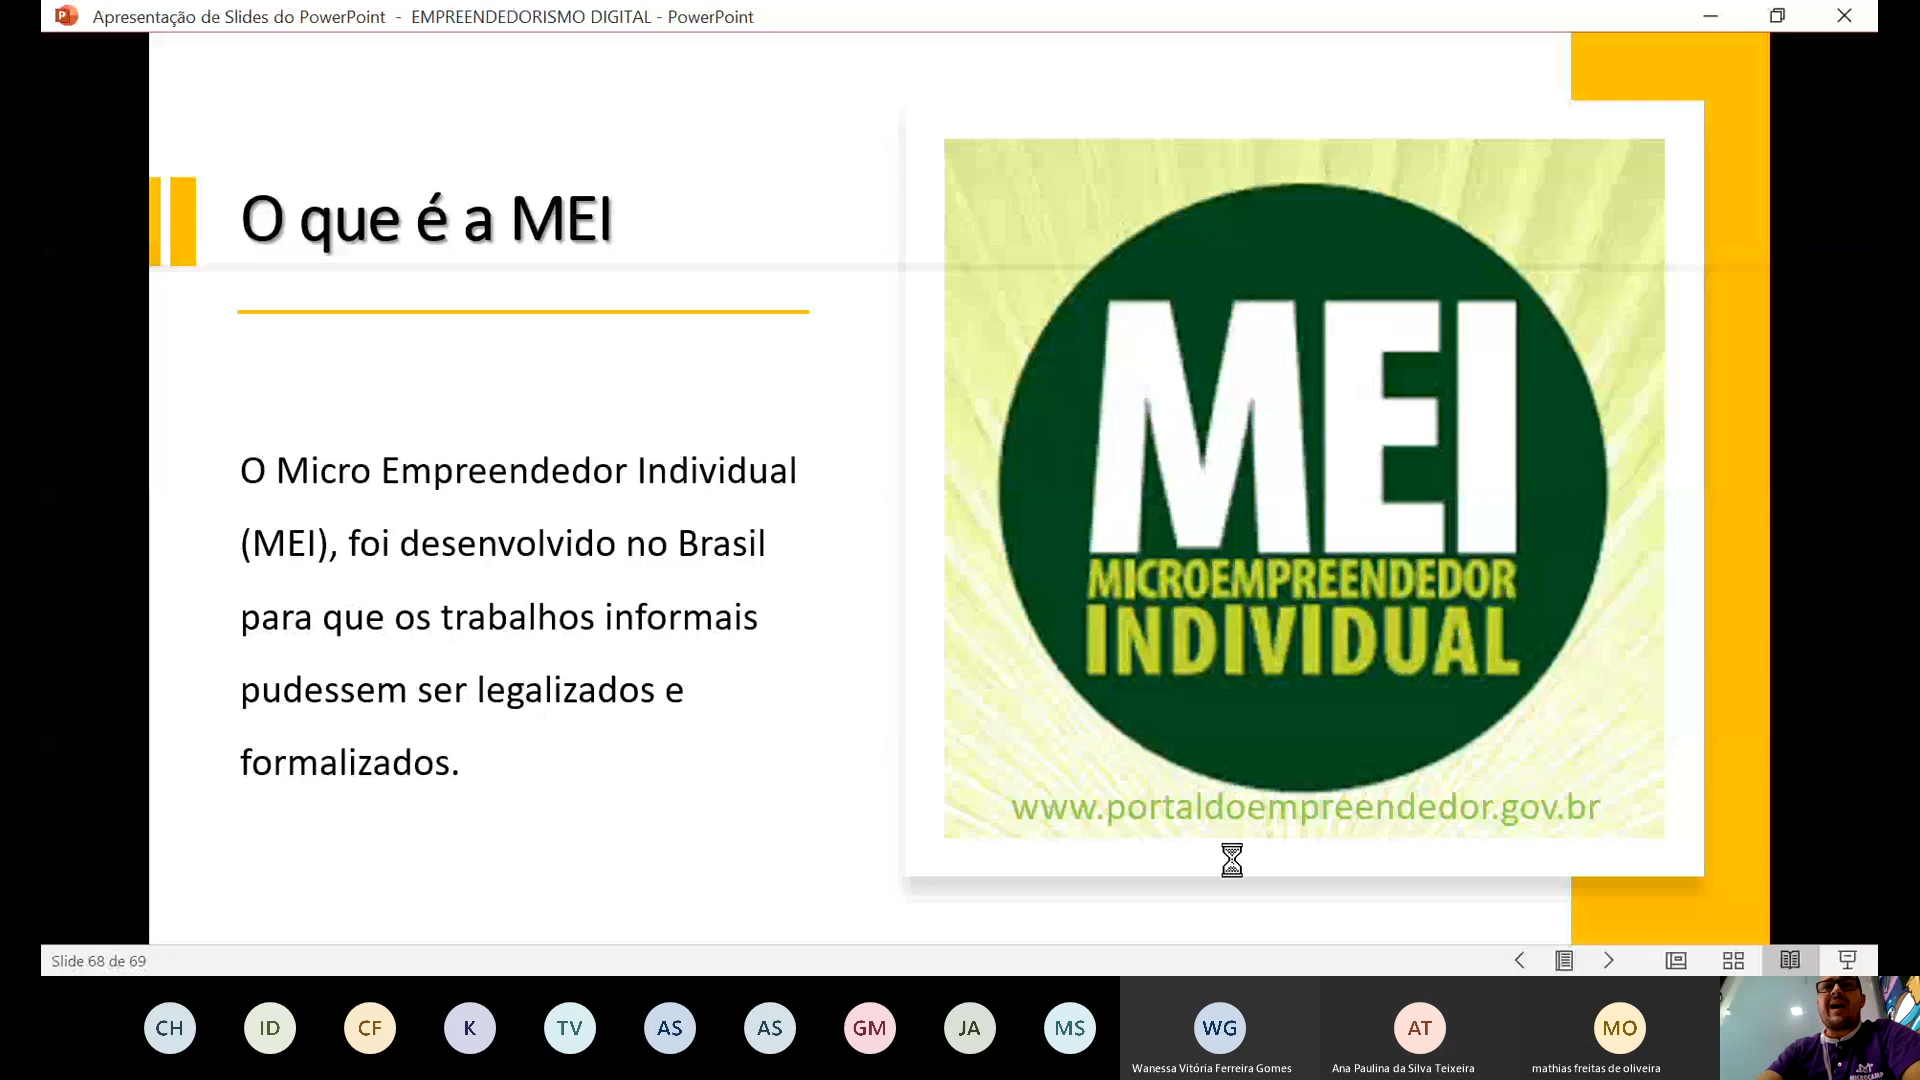 Apresentação de Slides do PowerPoint - EMPREENDEDORISMO DIGITAL - PowerPoint
O que é a MEI
O Micro Empreendedor Individual
(MEI), foi desenvolvido no Brasil
para que os trabalhos informais
pudessem ser legalizados e
formalizados.
MEI
MICROEMPREENDEDOR
INDIVIDUAL
www.portaldoempreendedor.gov.br
Slide 68 de 69
CH ID CF K TV AS AS GM JA MS WG AT MO
Wanessa Vitória Ferreira Gomes Ana Paulina da Silva Teixeira mathias freitas de oliveira
MICROCAMP